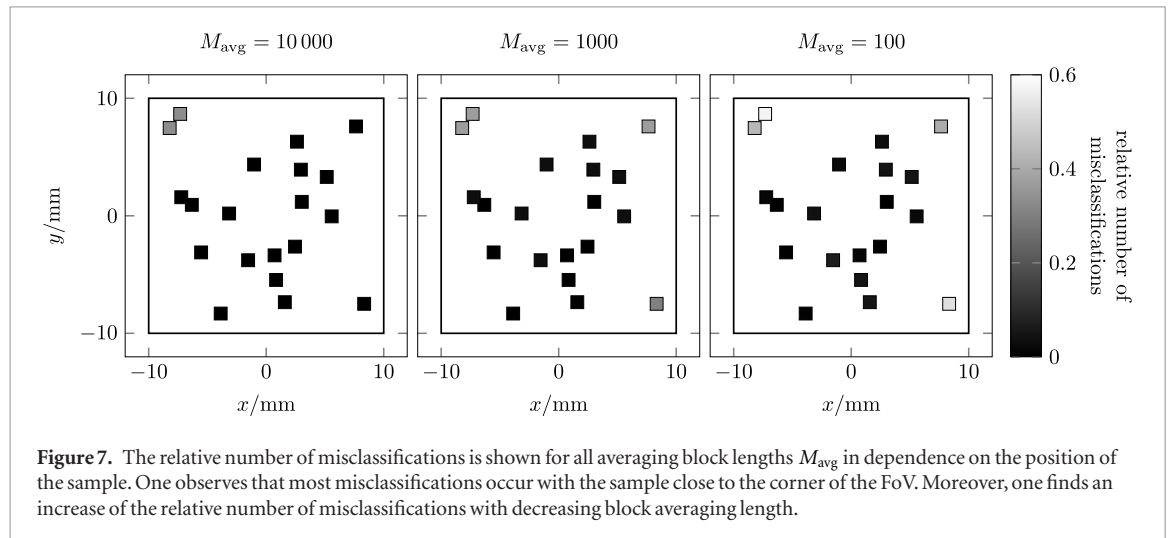 M_avg = 10 000
M_avg = 1000
M_avg = 100
10
0
−10
y/mm
−10 0 10
−10 0 10
−10 0 10
x/mm
x/mm
x/mm
0.6
0.4
0.2
0
relative number of
misclassifications
Figure 7. The relative number of misclassifications is shown for all averaging block lengths M_avg in dependence on the position of
the sample. One observes that most misclassifications occur with the sample close to the corner of the FoV. Moreover, one finds an
increase of the relative number of misclassifications with decreasing block averaging length.